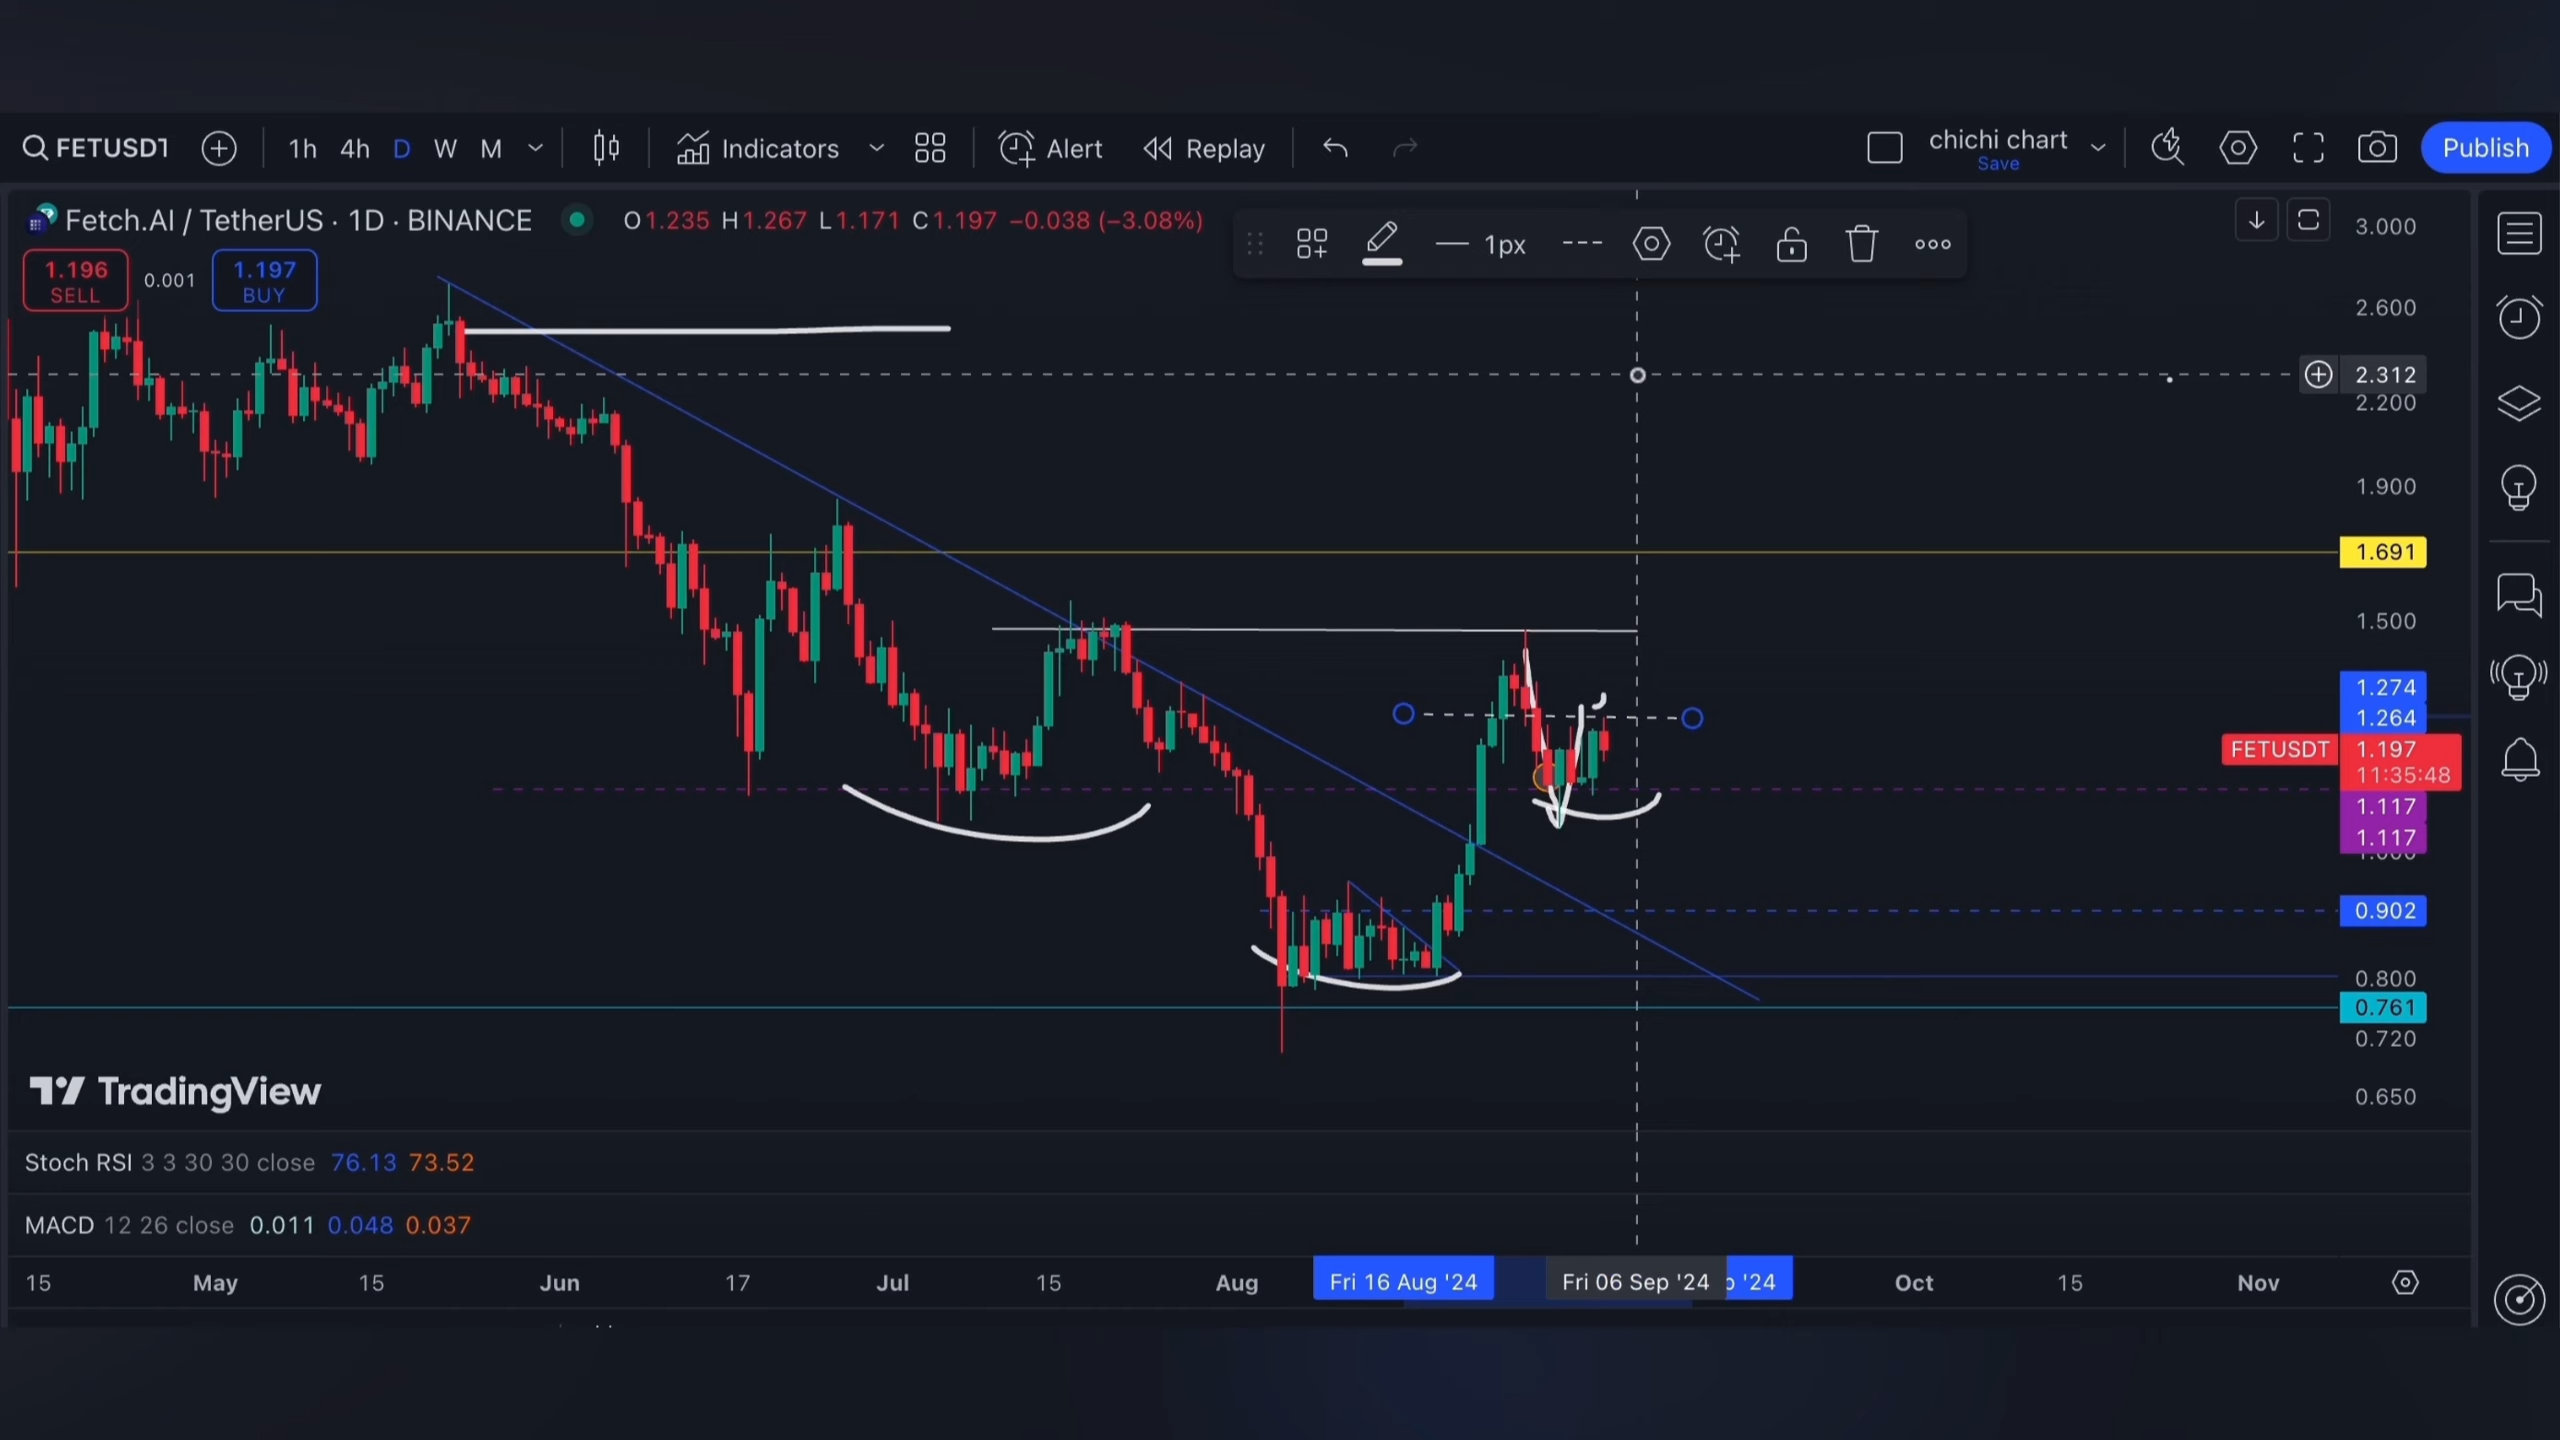 FETUSDT 1h 4h D W M Indicators Alert Replay chichi chart Publish
Save
Fetch.AI / TetherUS · 1D · BINANCE O1.235 H1.267 L1.171 C1.197 −0.038 (−3.08%)
1px
1.196 0.001 1.197
SELL BUY
3.000
2.600
2.312
2.200
1.900
1.691
1.500
1.274
1.264
FETUSDT 1.197
11:35:48
1.117
1.117
1.000
0.902
0.800
0.761
0.720
0.650
TradingView
Stoch RSI 3 3 30 30 close 76.13 73.52
MACD 12 26 close 0.011 0.048 0.037
15 May 15 Jun 17 Jul 15 Aug Fri 16 Aug '24 Fri 06 Sep '24 '24 Oct 15 Nov